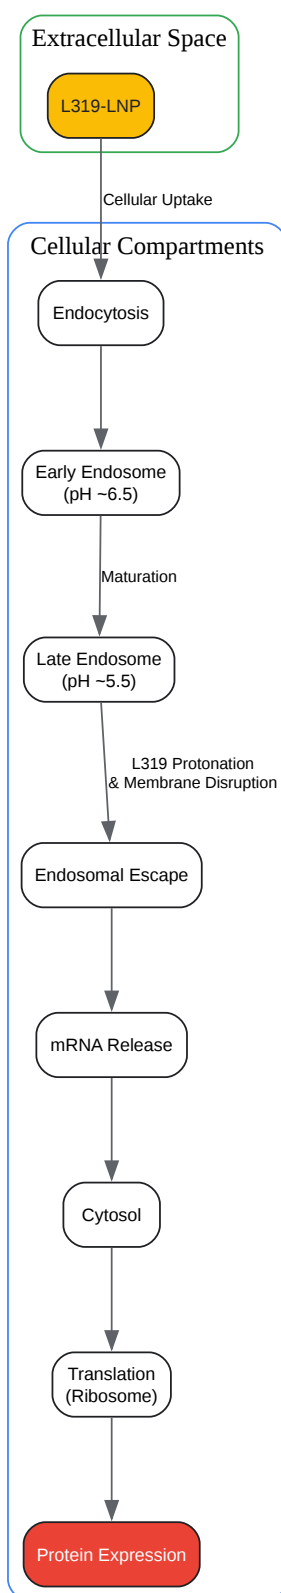 Extracellular Space
L319-LNP
Cellular Uptake
Cellular Compartments
Endocytosis
Early Endosome
(pH ~6.5)
Maturation
Late Endosome
(pH ~5.5)
L319 Protonation
& Membrane Disruption
Endosomal Escape
mRNA Release
Cytosol
Translation
(Ribosome)
Protein Expression